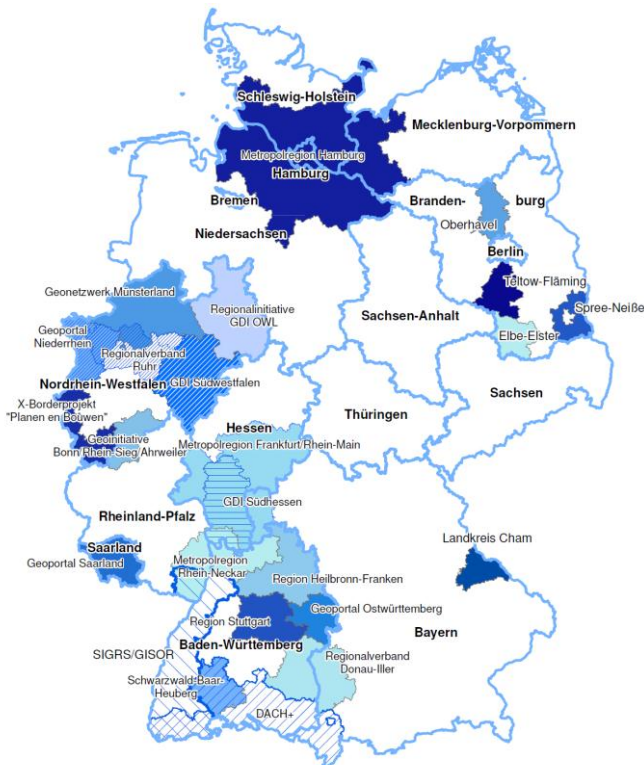 Schleswig-Holstein
Mecklenburg-Vorpommern
Metropolregion Hamburg
Hamburg
Bremen
Branden-
burg
Oberhavel
Niedersachsen
Berlin
Teltow-Fläming
Geonetzwerk Münsterland
Regionalinitiative
GDI OWL
Sachsen-Anhalt
Spree-Neiße
Geoportal
Niederrhein
Elbe-Elster
Regionalverband
Ruhr
Nordrhein-Westfalen
GDI Südwestfalen
Sachsen
X-Borderprojekt
"Planen en Bouwen"
Thüringen
Hessen
Geoinitiative
Bonn/Rhein-Sieg/Ahrweiler
Metropolregion Frankfurt/Rhein-Main
GDI Südhessen
Rheinland-Pfalz
Landkreis Cham
Saarland
Geoportal Saarland
Metropolregion
Rhein-Neckar
Region Heilbronn-Franken
Geoportal Ostwürttemberg
Region Stuttgart
Bayern
Baden-Württemberg
SIGRS/GISOR
Regionalverband
Donau-Iller
Schwarzwald-Baar-
Heuberg
DACH+